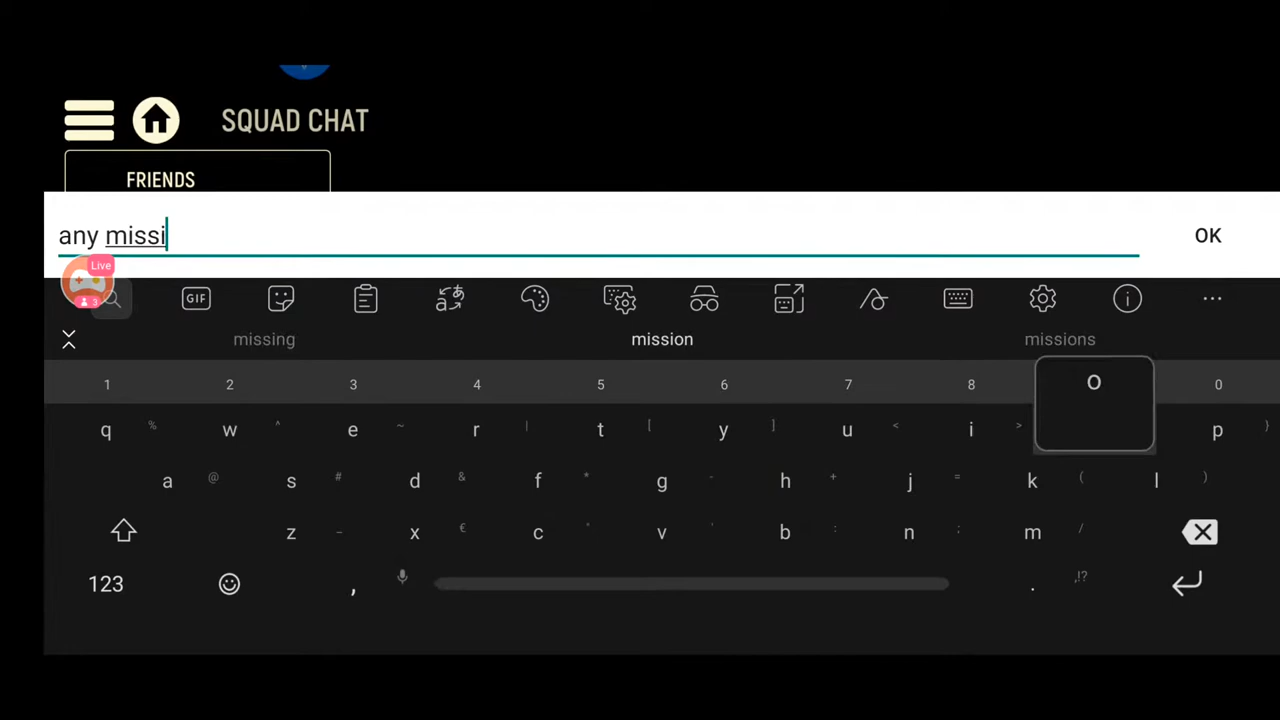 SQUAD CHAT
FRIENDS
any missi
OK
Live
3
GIF
missing mission missions
1 2 3 4 5 6 7 8 0
o
q % w ^ e ~ r | t [ y ] u < i > p }
a @ s # d & f * g - h + j = k ( l )
z _ x € c " v ' b : n ; m /
123 , . ,!?